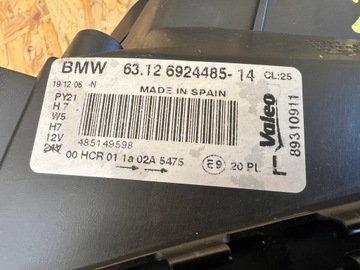 BMW 63.12 6924485-14 CL:25
19 12 06 -N
MADE IN SPAIN
PY21
H 7
W5
H7
12V
24V
485149598
00 HCR 01 1a 02A 5475 E9 20 PL
Valeo
89310911